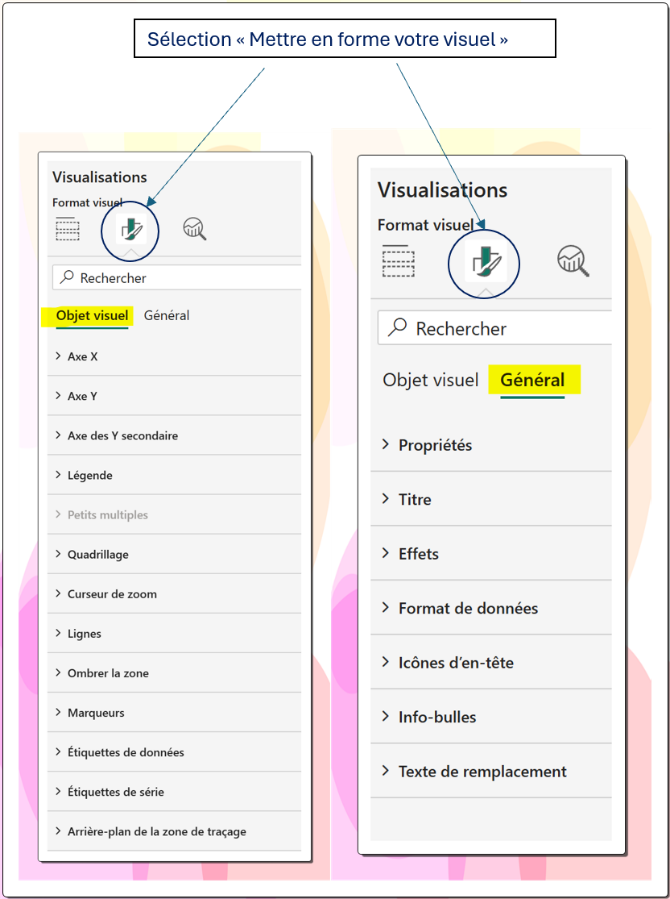 Sélection « Mettre en forme votre visuel »
Visualisations
Format visuel
Rechercher
Objet visuel Général
Axe X
Axe Y
Axe des Y secondaire
Légende
Petits multiples
Quadrillage
Curseur de zoom
Lignes
Ombrer la zone
Marqueurs
Étiquettes de données
Étiquettes de série
Arrière-plan de la zone de traçage
Visualisations
Format visuel
Rechercher
Objet visuel Général
Propriétés
Titre
Effets
Format de données
Icônes d’en-tête
Info-bulles
Texte de remplacement